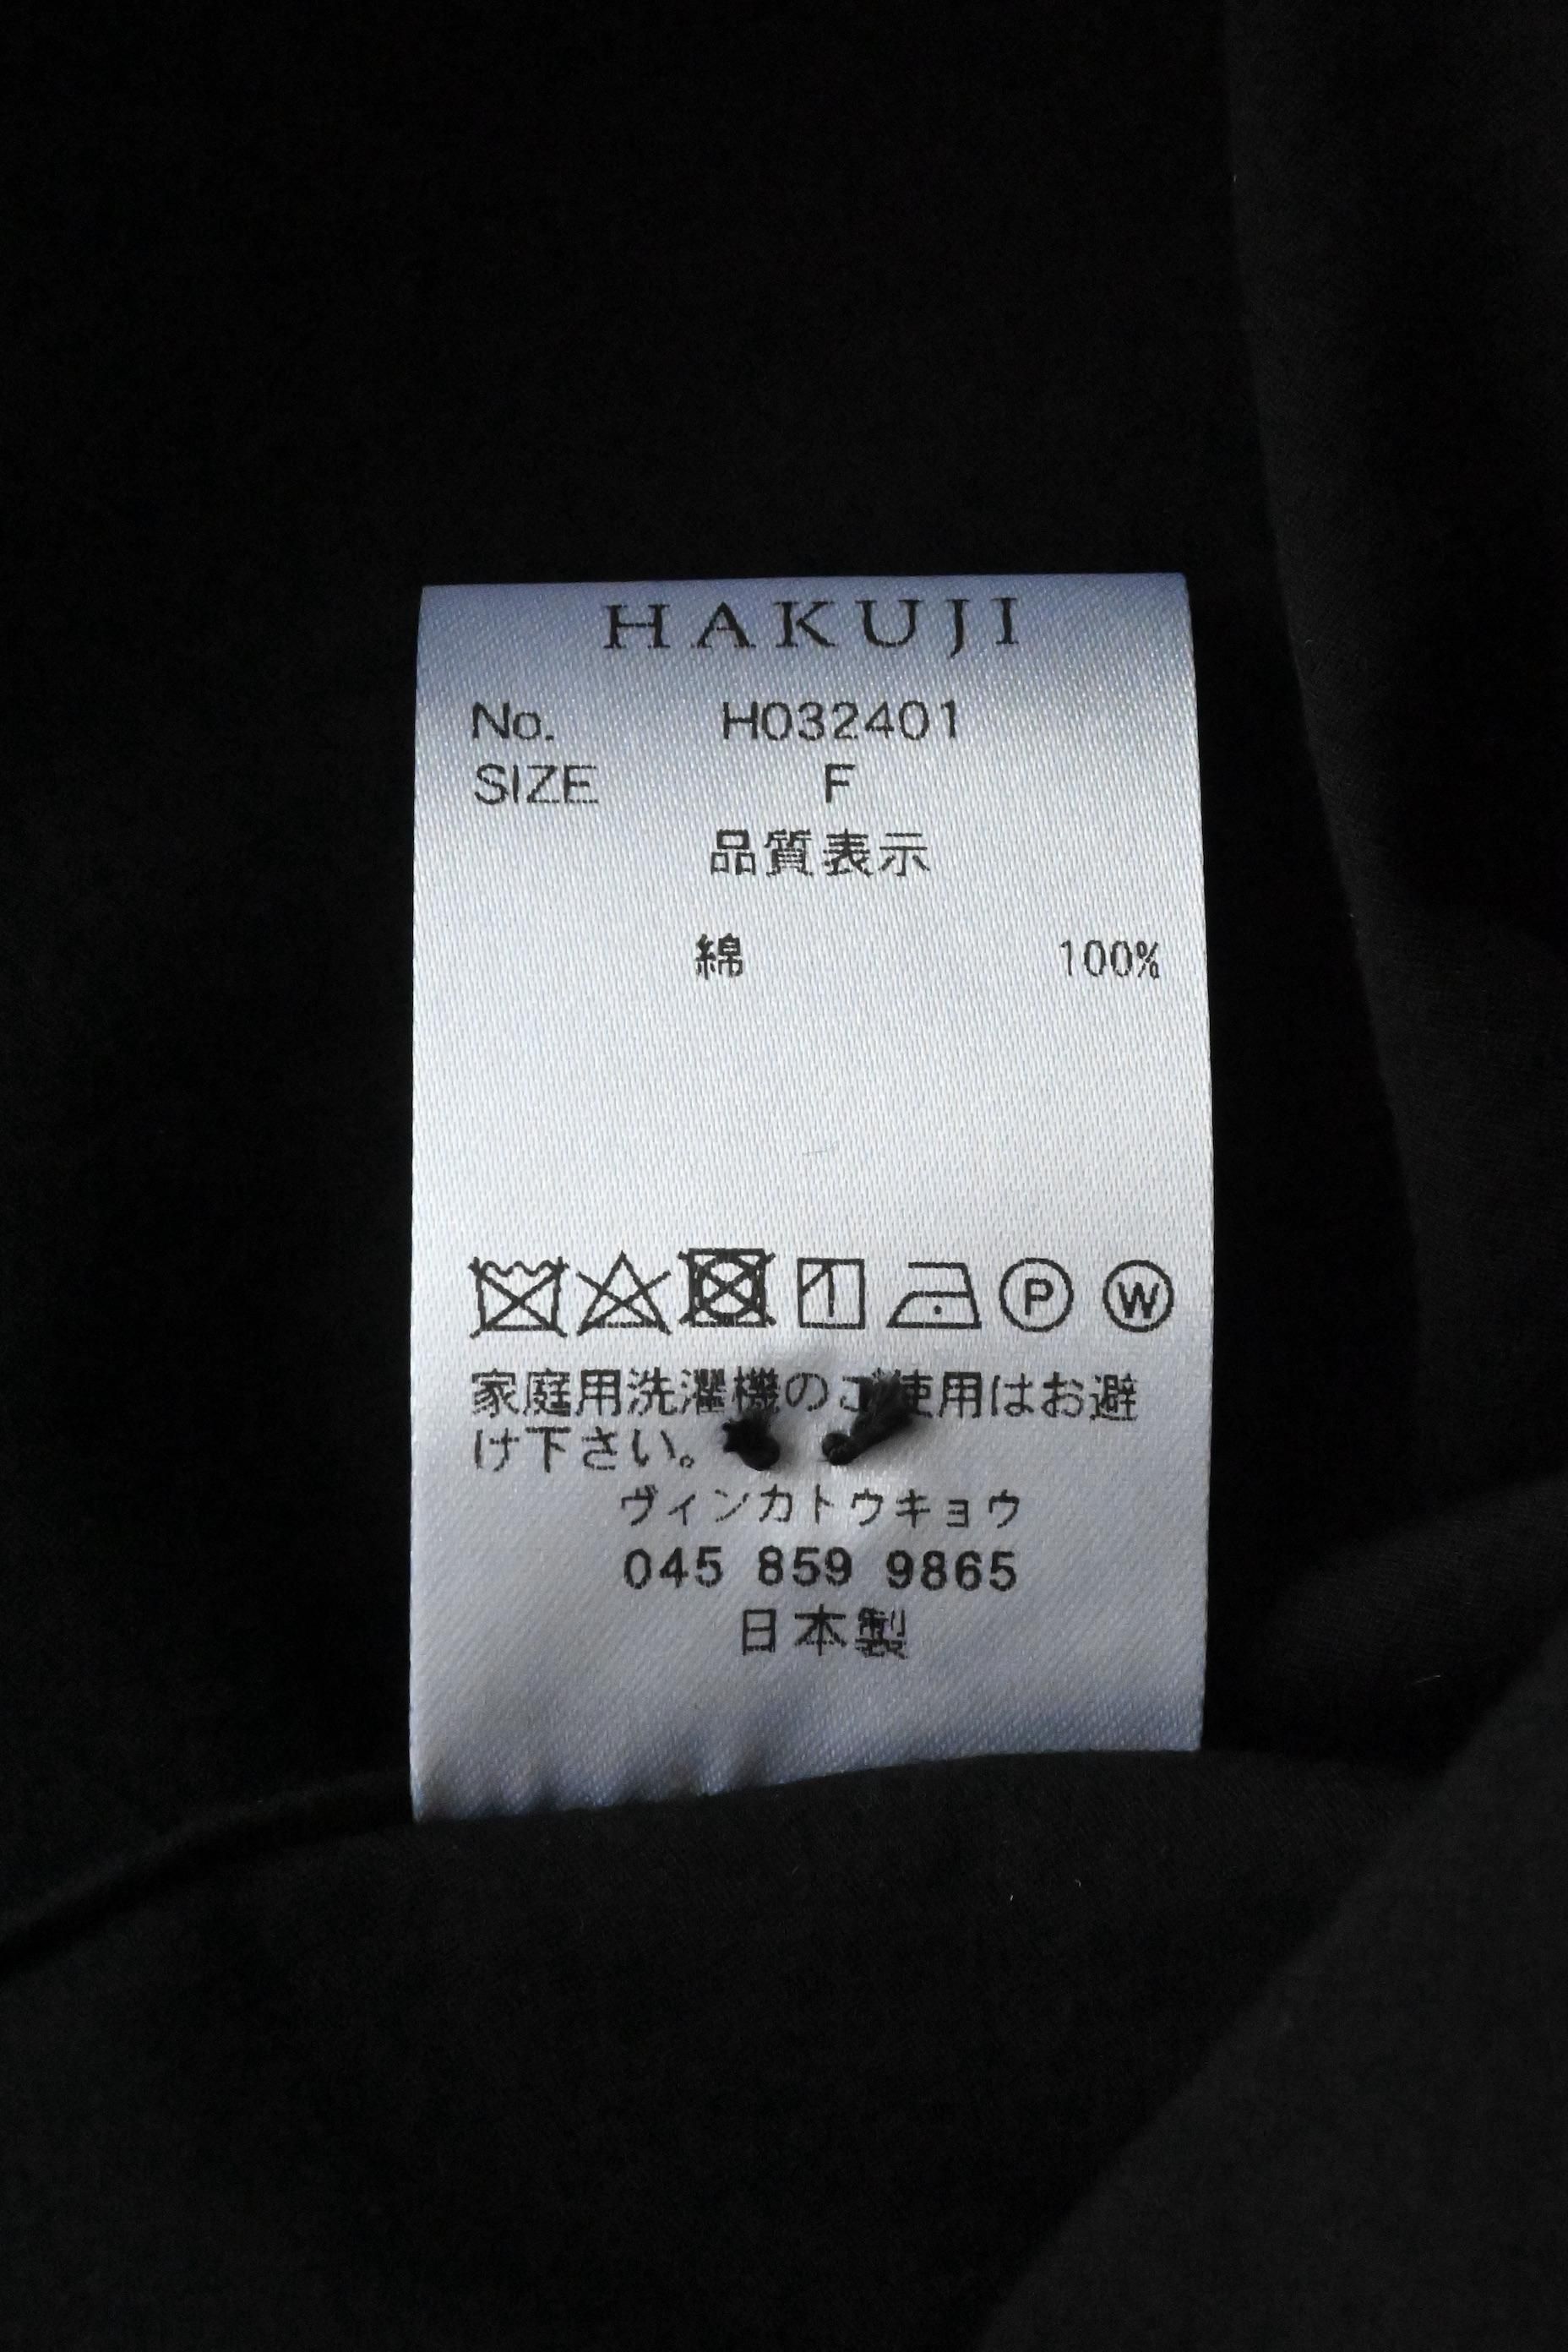 HAKUJI
No. H032401
SIZE F
品質表示
綿 100%
P W
家庭用洗濯機のご使用はお避
け下さい。
ヴィンカトウキョウ
045 859 9865
日本製